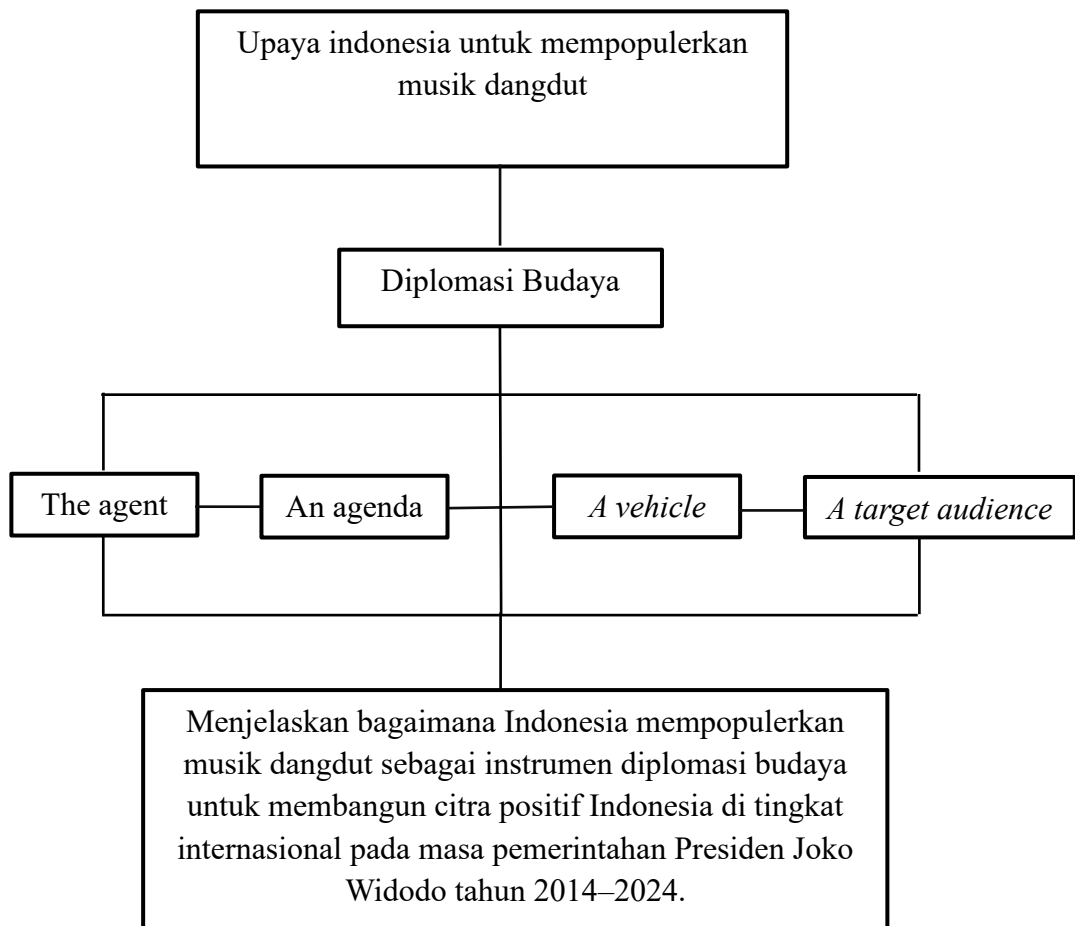 Upaya indonesia untuk mempopulerkan
musik dangdut
Diplomasi Budaya
The agent
An agenda
A vehicle
A target audience
Menjelaskan bagaimana Indonesia mempopulerkan
musik dangdut sebagai instrumen diplomasi budaya
untuk membangun citra positif Indonesia di tingkat
internasional pada masa pemerintahan Presiden Joko
Widodo tahun 2014–2024.